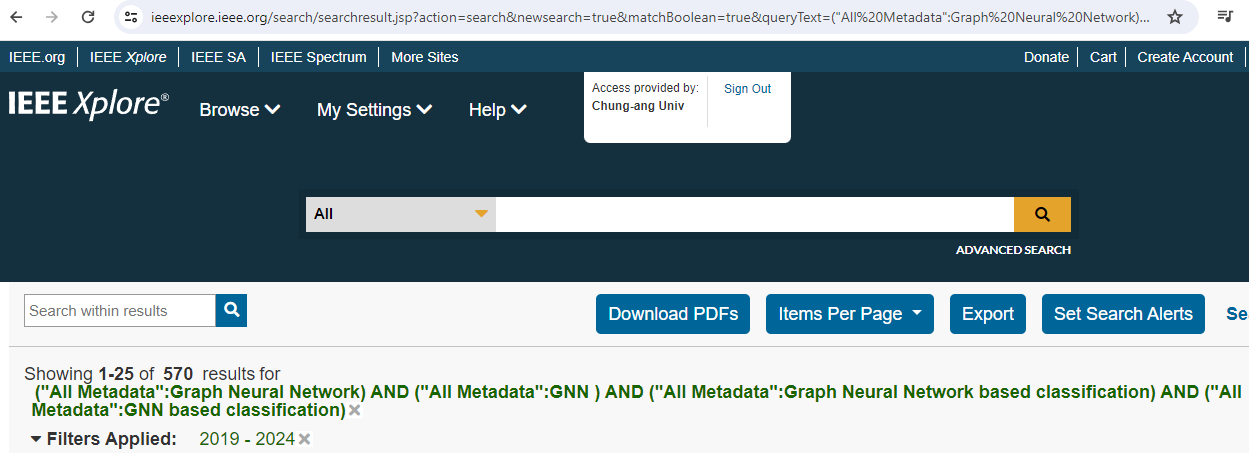 ieeexplore.ieee.org/search/searchresult.jsp?action=search&newsearch=true&matchBoolean=true&queryText=("All%20Metadata":Graph%20Neural%20Network)...
IEEE.org IEEE Xplore IEEE SA IEEE Spectrum More Sites Donate Cart Create Account
IEEE Xplore® Browse My Settings Help
Access provided by: Sign Out
Chung-ang Univ
All
ADVANCED SEARCH
Search within results Download PDFs Items Per Page Export Set Search Alerts Se
Showing 1-25 of 570 results for
("All Metadata":Graph Neural Network) AND ("All Metadata":GNN ) AND ("All Metadata":Graph Neural Network based classification) AND ("All
Metadata":GNN based classification)
Filters Applied: 2019 - 2024